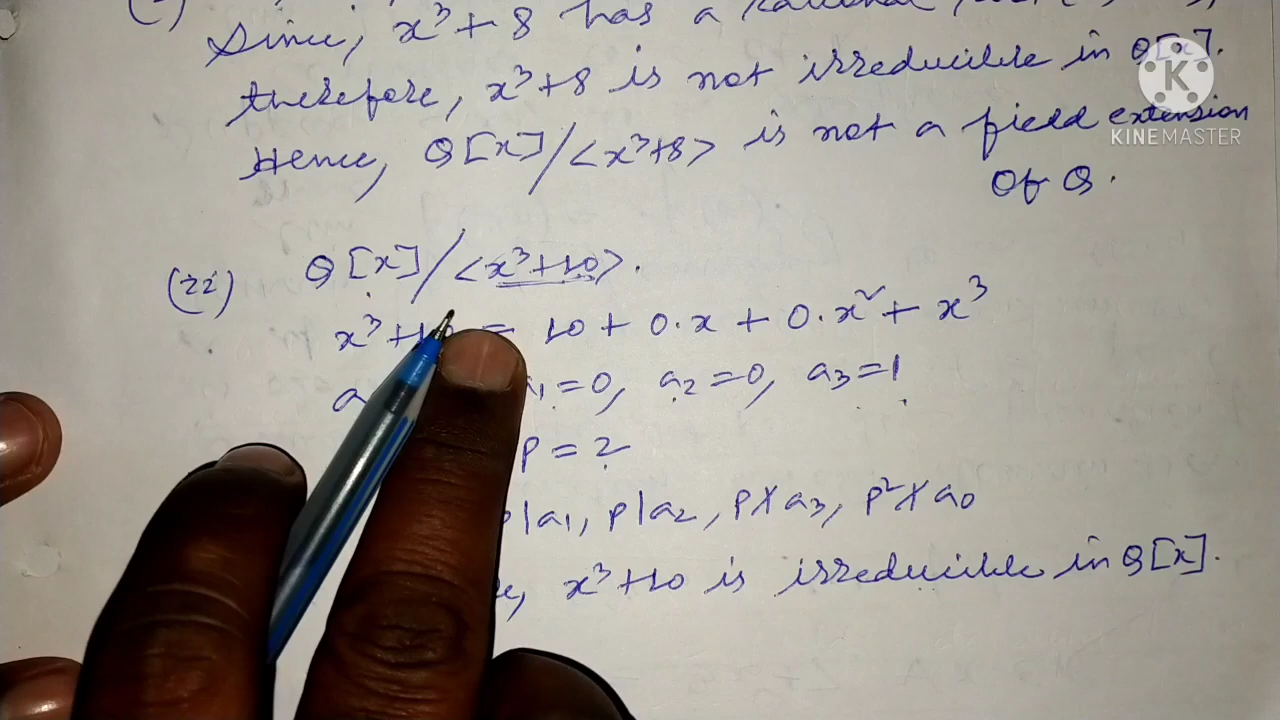 Since, x³+8 has a
therefore, x³+8 is not irreducible in Q[x].
Hence, Q[x]/<x³+8> is not a field extension
of Q.
KINEMASTER
(ii) Q[x]/<x³+10>.
x³+10 = 10 + 0.x + 0.x² + x³
a₁=0, a₂=0, a₃=1
p = 2
p|a₁, p|a₂, p∤a₃, p²∤a₀
x³+10 is irreducible in Q[x].